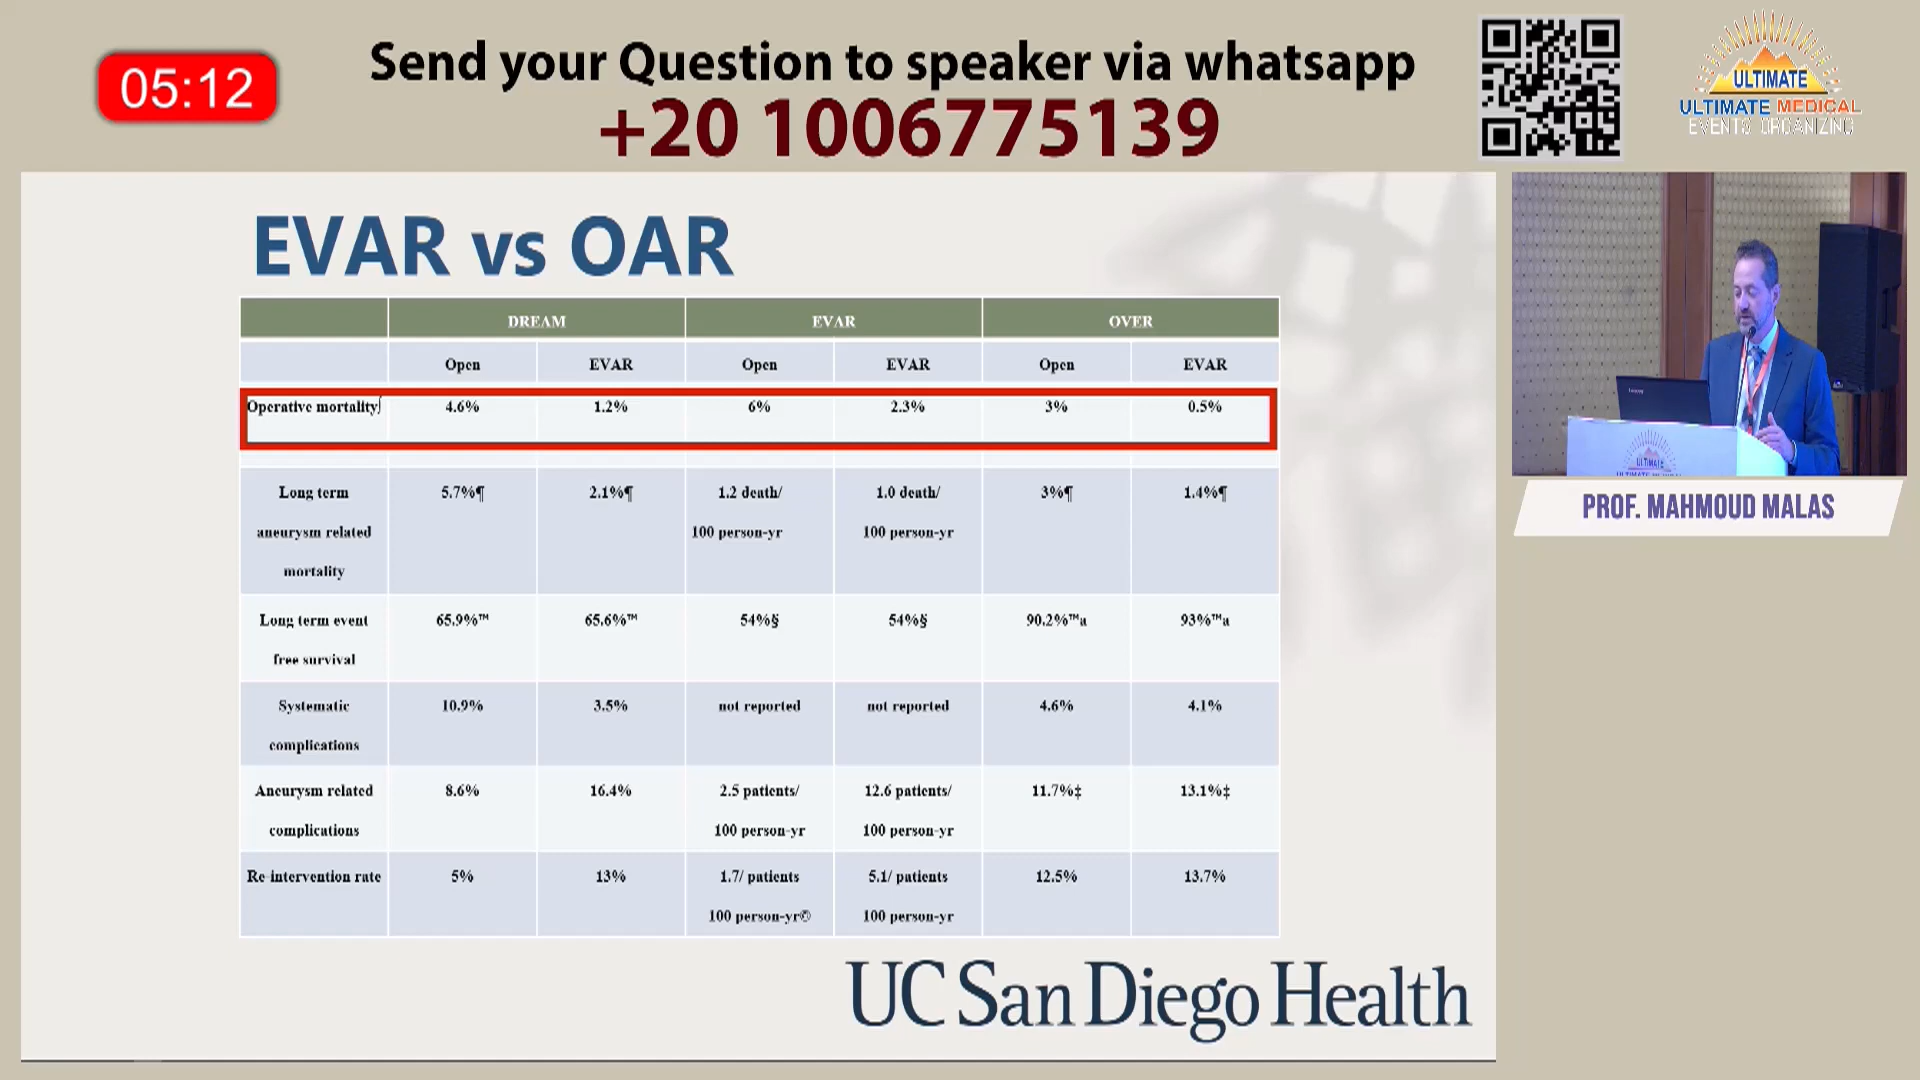 05:12
Send your Question to speaker via whatsapp
+20 1006775139
ULTIMATE
ULTIMATE MEDICAL
EVENTS ORGANIZING
EVAR vs OAR
DREAM EVAR OVER
Open EVAR Open EVAR Open EVAR
Operative mortality∫ 4.6% 1.2% 6% 2.3% 3% 0.5%
Long term 5.7%¶ 2.1%¶ 1.2 death/ 1.0 death/ 3%¶ 1.4%¶
aneurysm related 100 person-yr 100 person-yr
mortality
Long term event 65.9%™ 65.6%™ 54%§ 54%§ 90.2%™a 93%™a
free survival
Systematic 10.9% 3.5% not reported not reported 4.6% 4.1%
complications
Aneurysm related 8.6% 16.4% 2.5 patients/ 12.6 patients/ 11.7%‡ 13.1%‡
complications 100 person-yr 100 person-yr
Re-intervention rate 5% 13% 1.7/ patients 5.1/ patients 12.5% 13.7%
100 person-yr© 100 person-yr
UC San Diego Health
ULTIMATE
ULTIMATE MEDICAL
PROF. MAHMOUD MALAS